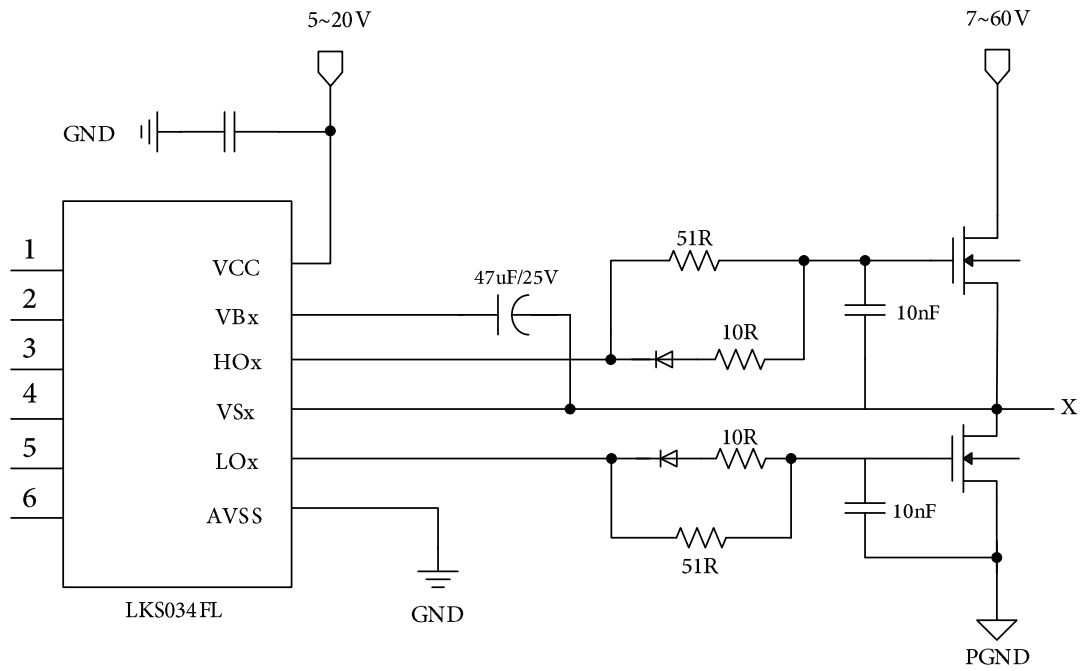 5~20V
7~60V
GND
1
2
3
4
5
6
VCC
VBx
HOx
VSx
LOx
AVSS
LKS034FL
47uF/25V
51R
10R
10nF
X
10R
51R
10nF
GND
PGND